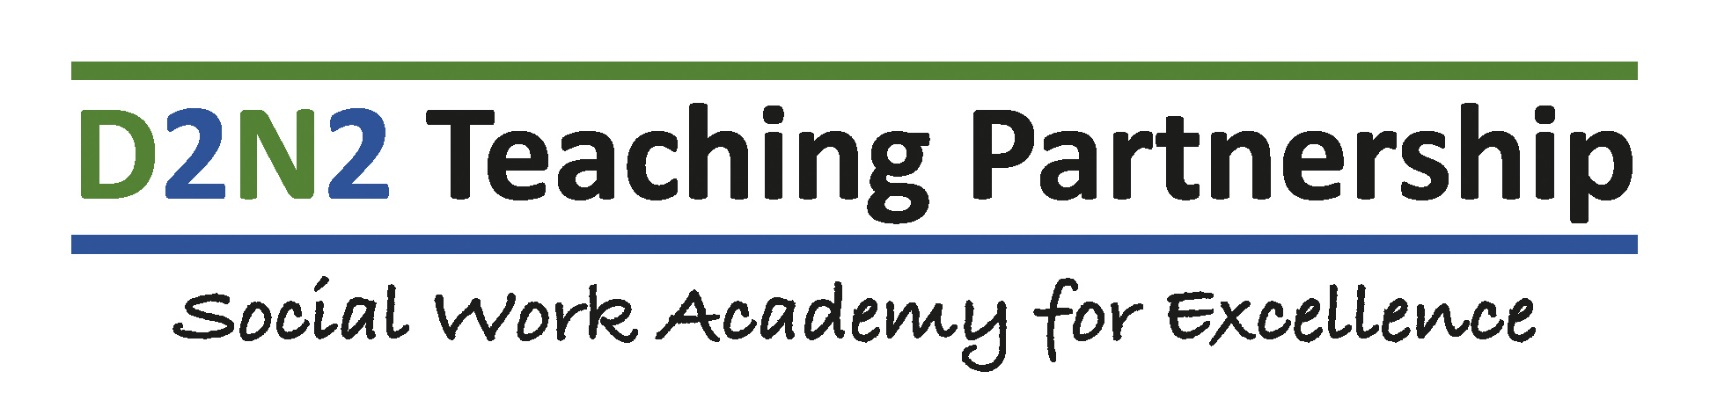 D2N2 Teaching Partnership
Social Work Academy for Excellence